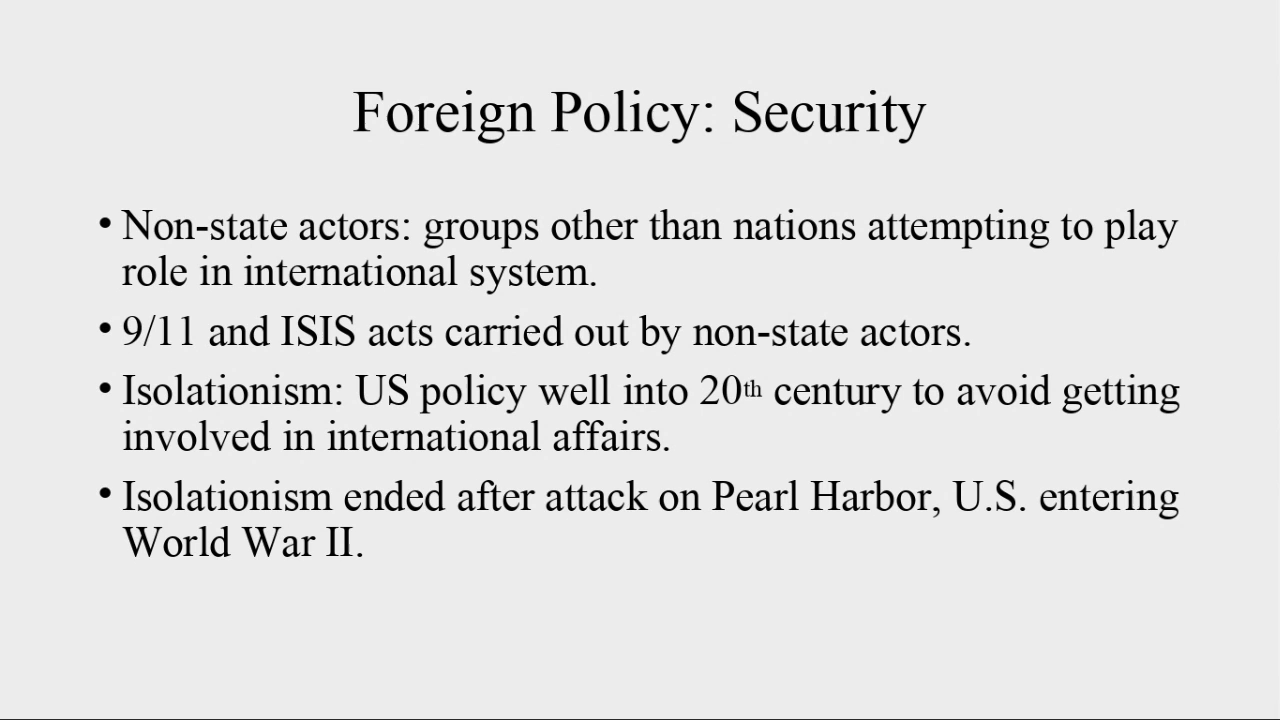 Foreign Policy: Security
• Non-state actors: groups other than nations attempting to play
role in international system.
• 9/11 and ISIS acts carried out by non-state actors.
• Isolationism: US policy well into 20th century to avoid getting
involved in international affairs.
• Isolationism ended after attack on Pearl Harbor, U.S. entering
World War II.